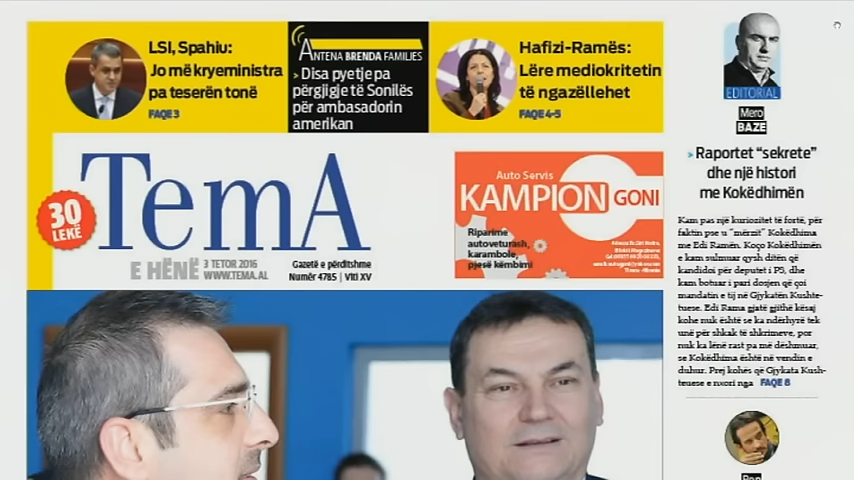 LSI, Spahiu:
Jo më kryeministra
pa teserën tonë
FAQE 3
ANTENA BRENDA FAMILJES
› Disa pyetje pa
përgjigje të Sonilës
për ambasadorin
amerikan
Hafizi-Ramës:
Lëre mediokritetin
të ngazëllehet
FAQE 4-5
EDITORIAL
Mero
BAZE
› Raportet “sekrete”
dhe një histori
me Kokëdhimën
30
LEKË
TemA
E HËNË
3 TETOR 2016
WWW.TEMA.AL
Gazetë e përditshme
Numër 4785 | Viti XV
Auto Servis
KAMPION GONI
Riparime
autoveturash,
karambole,
pjesë këmbimi
Kam pas një kuriozitet të fortë, për
faktin pse u “mërzit” Kokëdhima
me Edi Ramën. Koço Kokëdhimën
e kam sulmuar qysh ditën që
kandidoi për deputet i PS, dhe
kam botuar i pari dosjen që çoi
mandatin e tij në Gjykatën Kushte-
tuese. Edi Rama gjatë gjithë kësaj
kohe nuk është se ka ndërhyrë tek
unë për shkak të shkrimeve, por
nuk ka lënë rast pa më dëshmuar,
se Kokëdhima është në vendin e
duhur. Prej kohës që Gjykata Kush-
tetuese e nxori nga FAQE 8